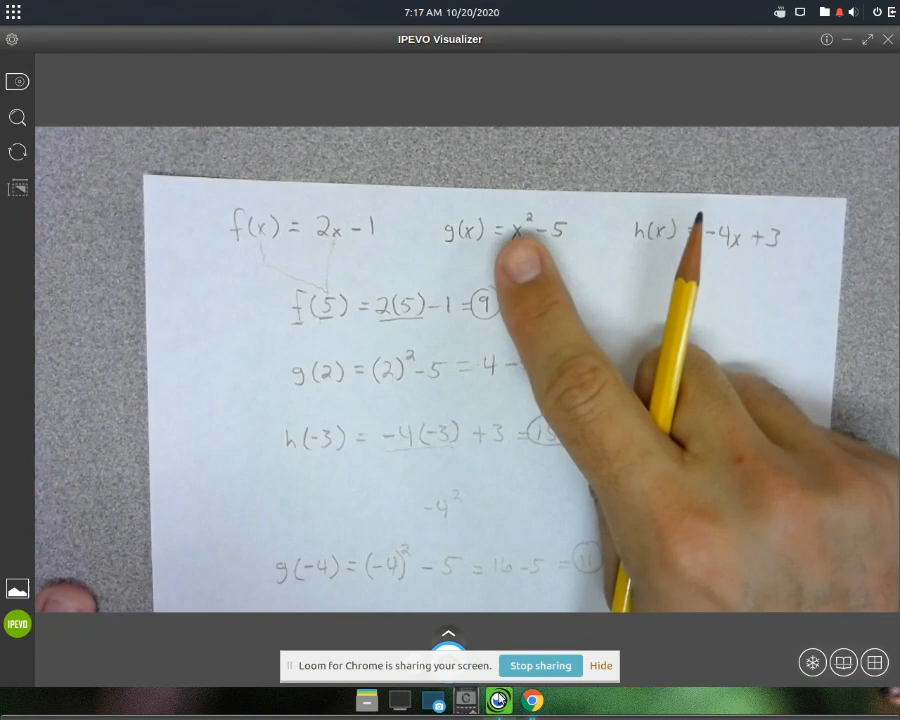 7:17 AM 10/20/2020
IPEVO Visualizer
f(x) = 2x - 1 g(x) = x² - 5 h(x) = -4x + 3
f(5) = 2(5) - 1 = 9
g(2) = (2)² - 5 = 4 -
h(-3) = -4(-3) + 3 = 15
-4²
g(-4) = (-4)² - 5 = 16 - 5 = 11
IPEVO
Loom for Chrome is sharing your screen. Stop sharing Hide